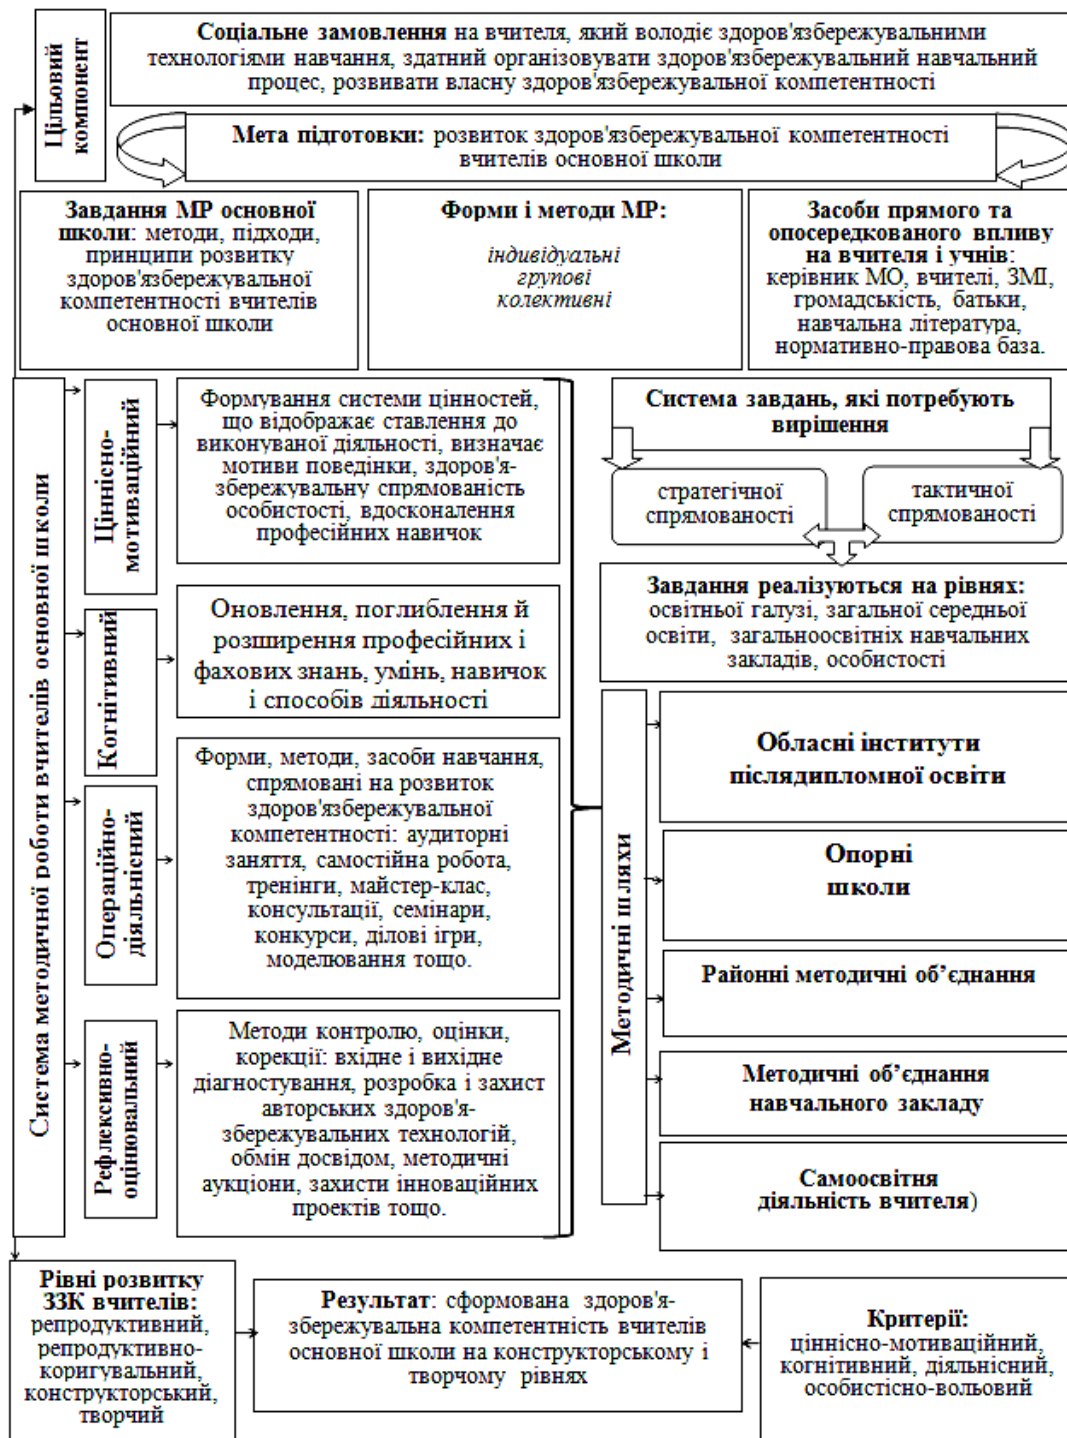 Цільовий
компонент
Соціальне замовлення на вчителя, який володіє здоров'язбережувальними
технологіями навчання, здатний організовувати здоров'язбережувальний навчальний
процес, розвивати власну здоров'язбережувальної компетентності
Мета підготовки: розвиток здоров'язбережувальної компетентності
вчителів основної школи
Завдання МР основної
школи: методи, підходи,
принципи розвитку
здоров'язбережувальної
компетентності вчителів
основної школи
Форми і методи МР:
індивідуальні
групові
колективні
Засоби прямого та
опосередкованого впливу
на вчителя і учнів:
керівник МО, вчителі, ЗМІ,
громадськість, батьки,
навчальна література,
нормативно-правова база.
Система методичної роботи вчителів основної школи
Ціннісно-
мотиваційний
Формування системи цінностей,
що відображає ставлення до
виконуваної діяльності, визначає
мотиви поведінки, здоров'я-
збережувальну спрямованість
особистості, вдосконалення
професійних навичок
Когнітивний
Оновлення, поглиблення й
розширення професійних і
фахових знань, умінь, навичок
і способів діяльності
Операційно-
діяльнісний
Форми, методи, засоби навчання,
спрямовані на розвиток
здоров'язбережувальної
компетентності: аудиторні
заняття, самостійна робота,
тренінги, майстер-клас,
консультації, семінари,
конкурси, ділові ігри,
моделювання тощо.
Рефлексивно-
оцінювальний
Методи контролю, оцінки,
корекції: вхідне і вихідне
діагностування, розробка і захист
авторських здоров'я-
збережувальних технологій,
обмін досвідом, методичні
аукціони, захисти інноваційних
проектів тощо.
Система завдань, які потребують
вирішення
стратегічної
спрямованості
тактичної
спрямованості
Завдання реалізуються на рівнях:
освітньої галузі, загальної середньої
освіти, загальноосвітніх навчальних
закладів, особистості
Методичні шляхи
Обласні інститути
післядипломної освіти
Опорні
школи
Районні методичні об’єднання
Методичні об’єднання
навчального закладу
Самоосвітня
діяльність вчителя)
Рівні розвитку
ЗЗК вчителів:
репродуктивний,
репродуктивно-
коригувальний,
конструкторський,
творчий
Результат: сформована здоров'я-
збережувальна компетентність вчителів
основної школи на конструкторському і
творчому рівнях
Критерії:
ціннісно-мотиваційний,
когнітивний, діяльнісний,
особистісно-вольовий